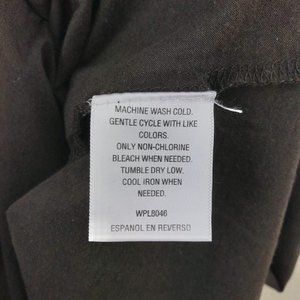 MACHINE WASH COLD.
GENTLE CYCLE WITH LIKE
COLORS.
ONLY NON-CHLORINE
BLEACH WHEN NEEDED.
TUMBLE DRY LOW.
COOL IRON WHEN
NEEDED.
WPL8046
ESPANOL EN REVERSO